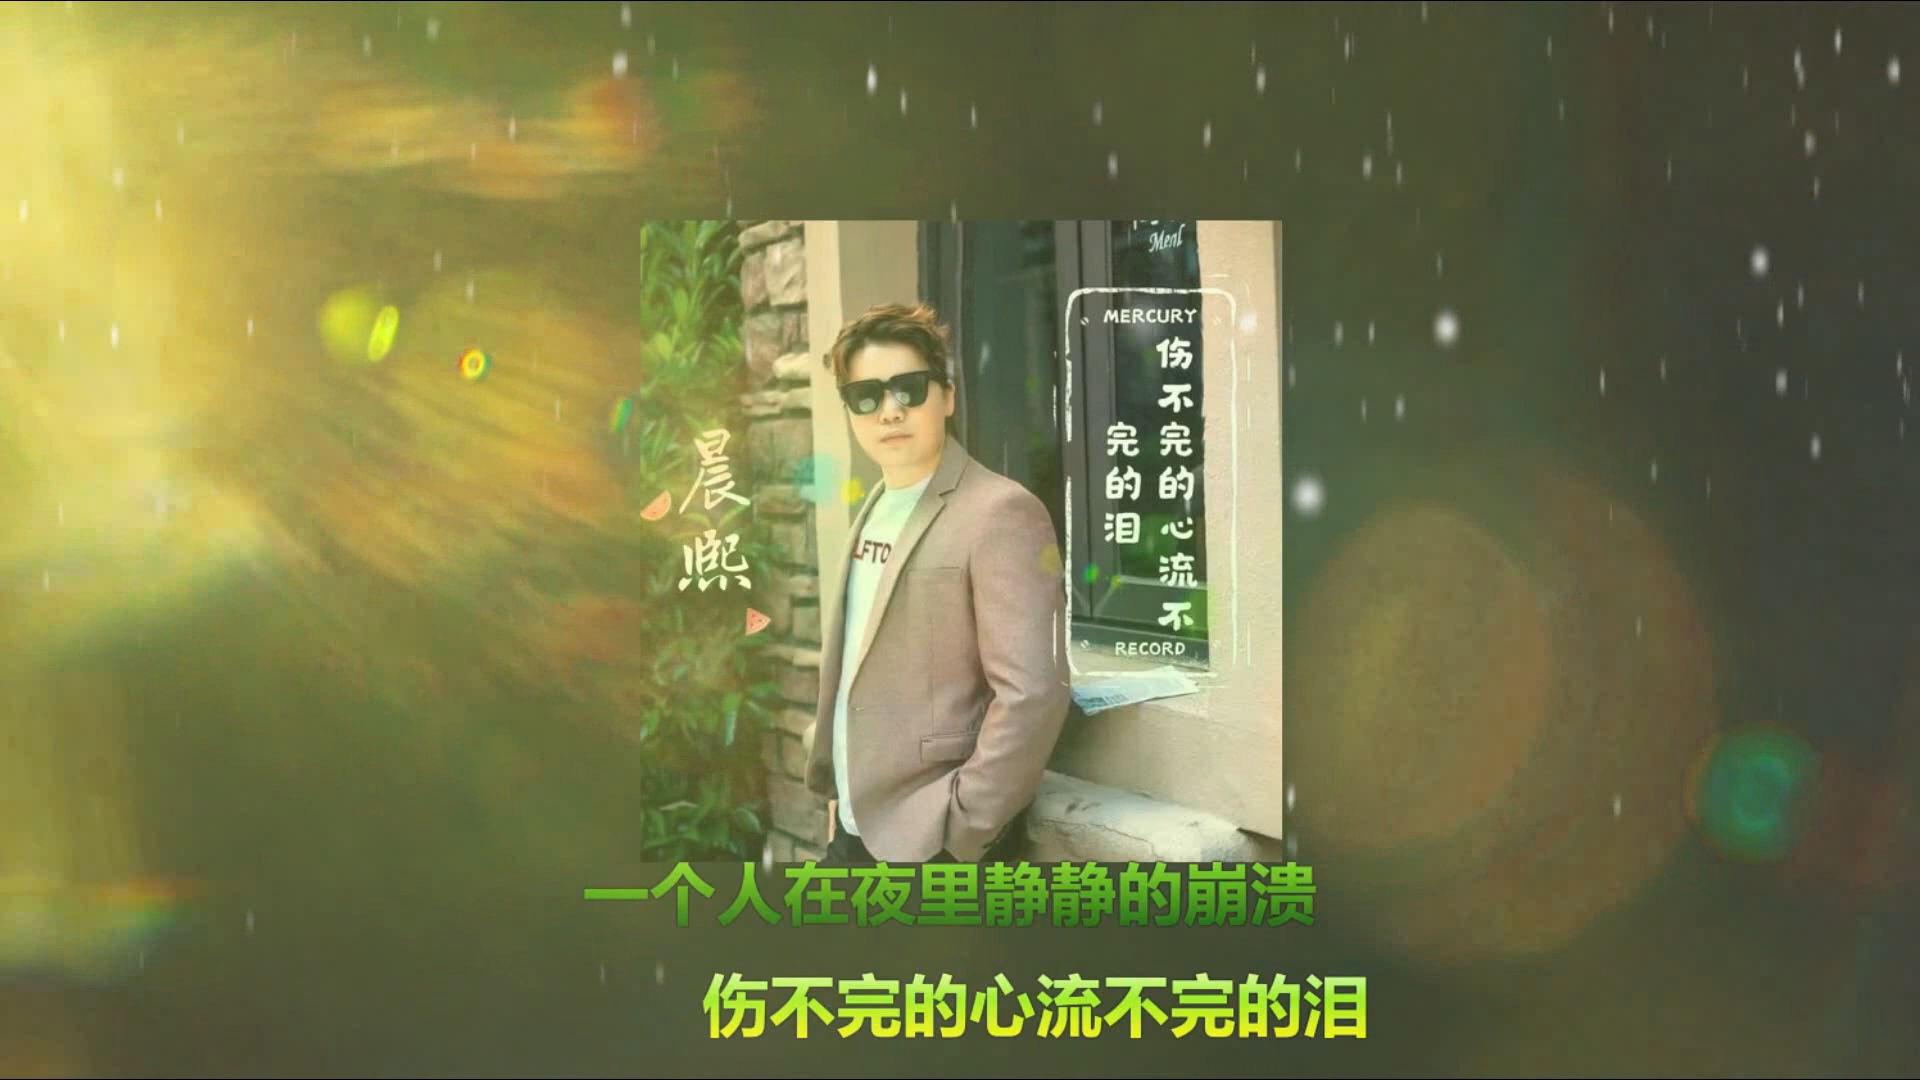 Meal
MERCURY
伤不完的心流不
完的泪
RECORD
晨熙
LFTO
一个人在夜里静静的崩溃
伤不完的心流不完的泪